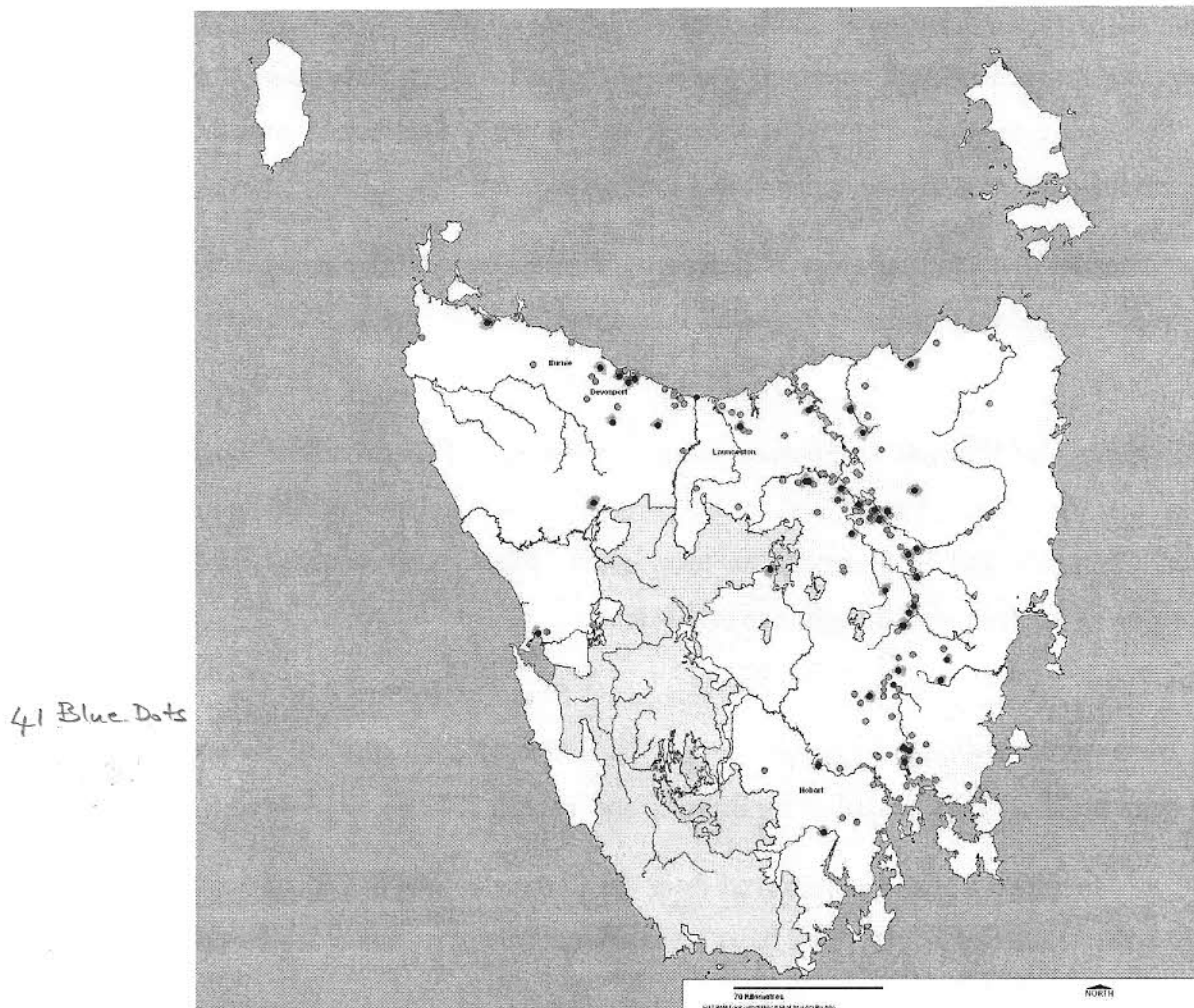 Burnie
Devonport
Launceston
41 Blue Dots
Hobart
70 Kilometres
NORTH